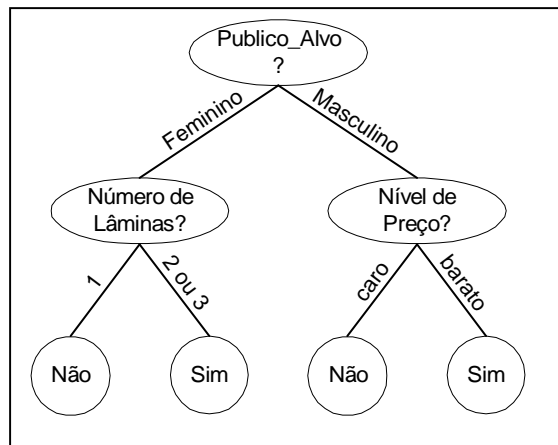 Publico_Alvo
?
Feminino
Masculino
Número de
Lâminas?
Nível de
Preço?
1
2 ou 3
caro
barato
Não
Sim
Não
Sim